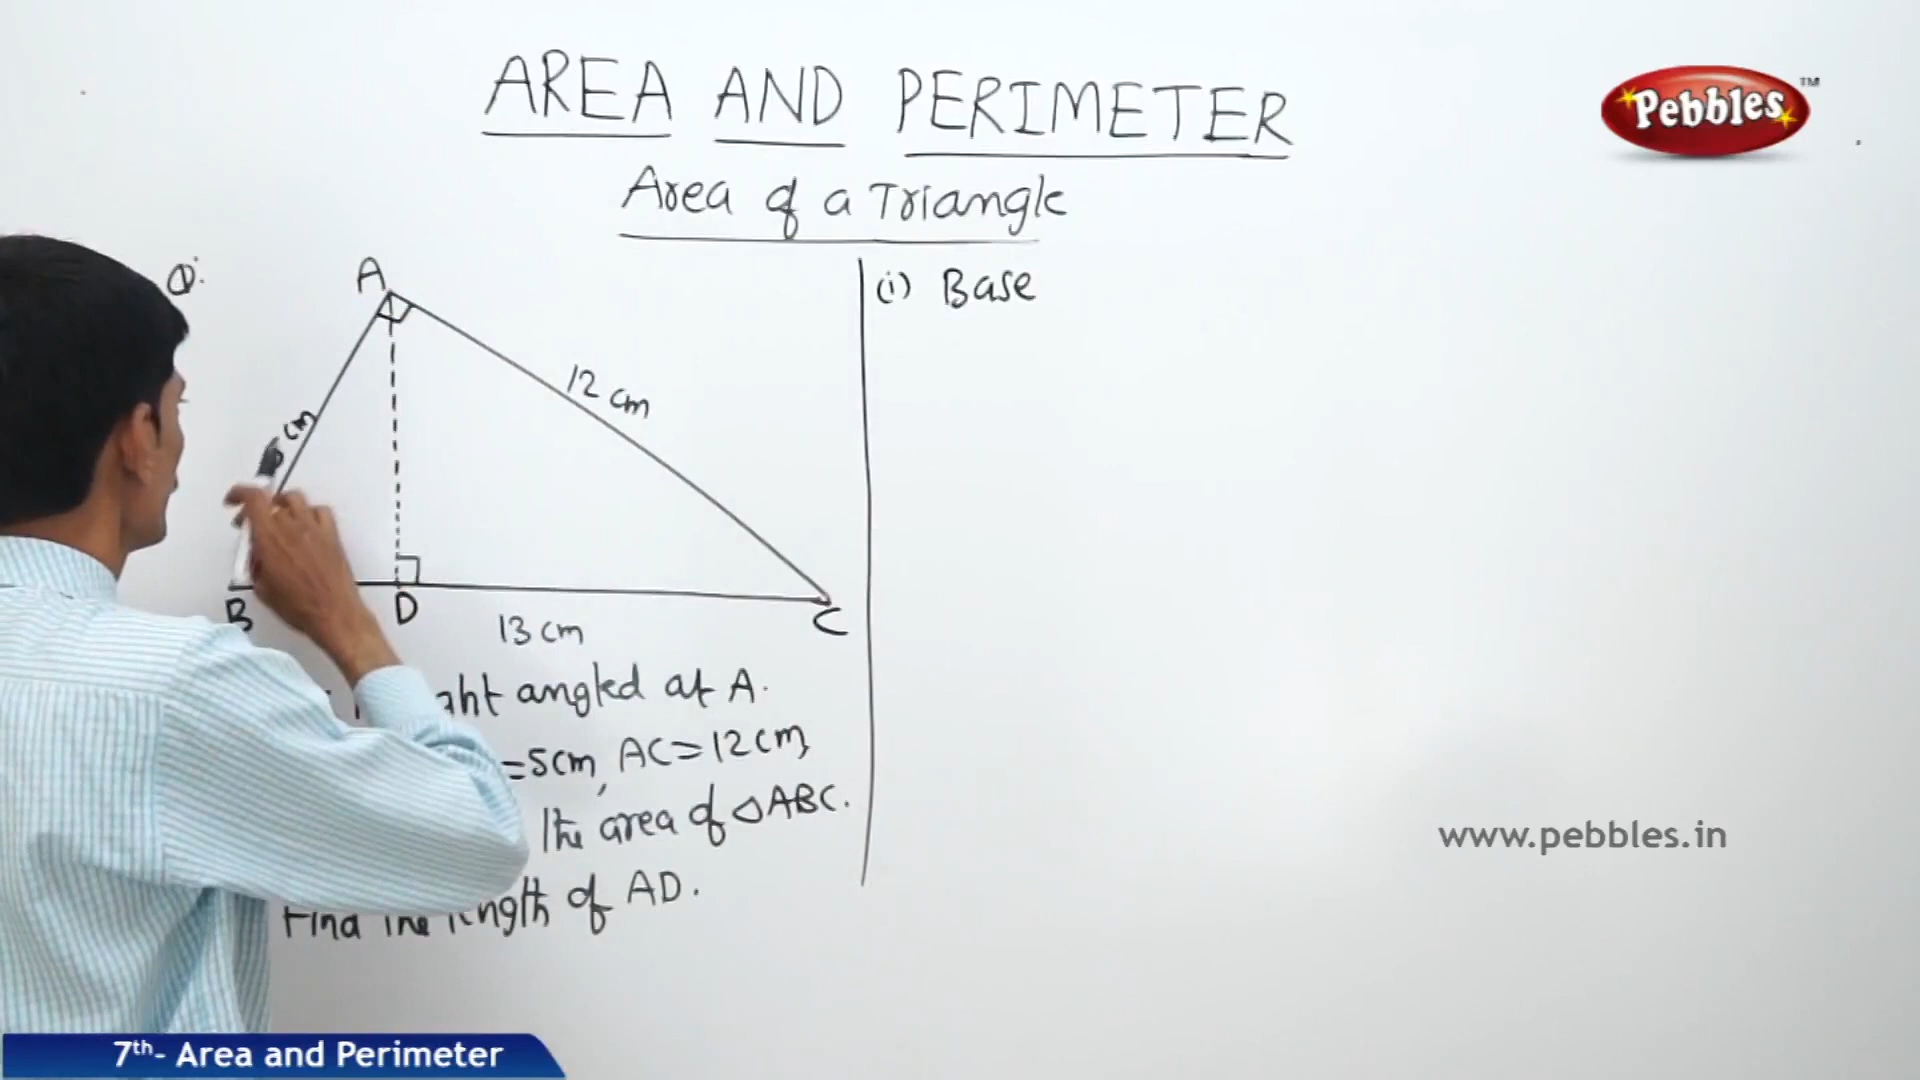 AREA AND PERIMETER
Pebbles TM
Area of a Triangle
Q.
A
(i) Base
12 cm
cm
B
D
C
13 cm
angled at A.
=5cm, AC=12cm,
the area of △ABC.
Find the length of AD.
www.pebbles.in
7th- Area and Perimeter